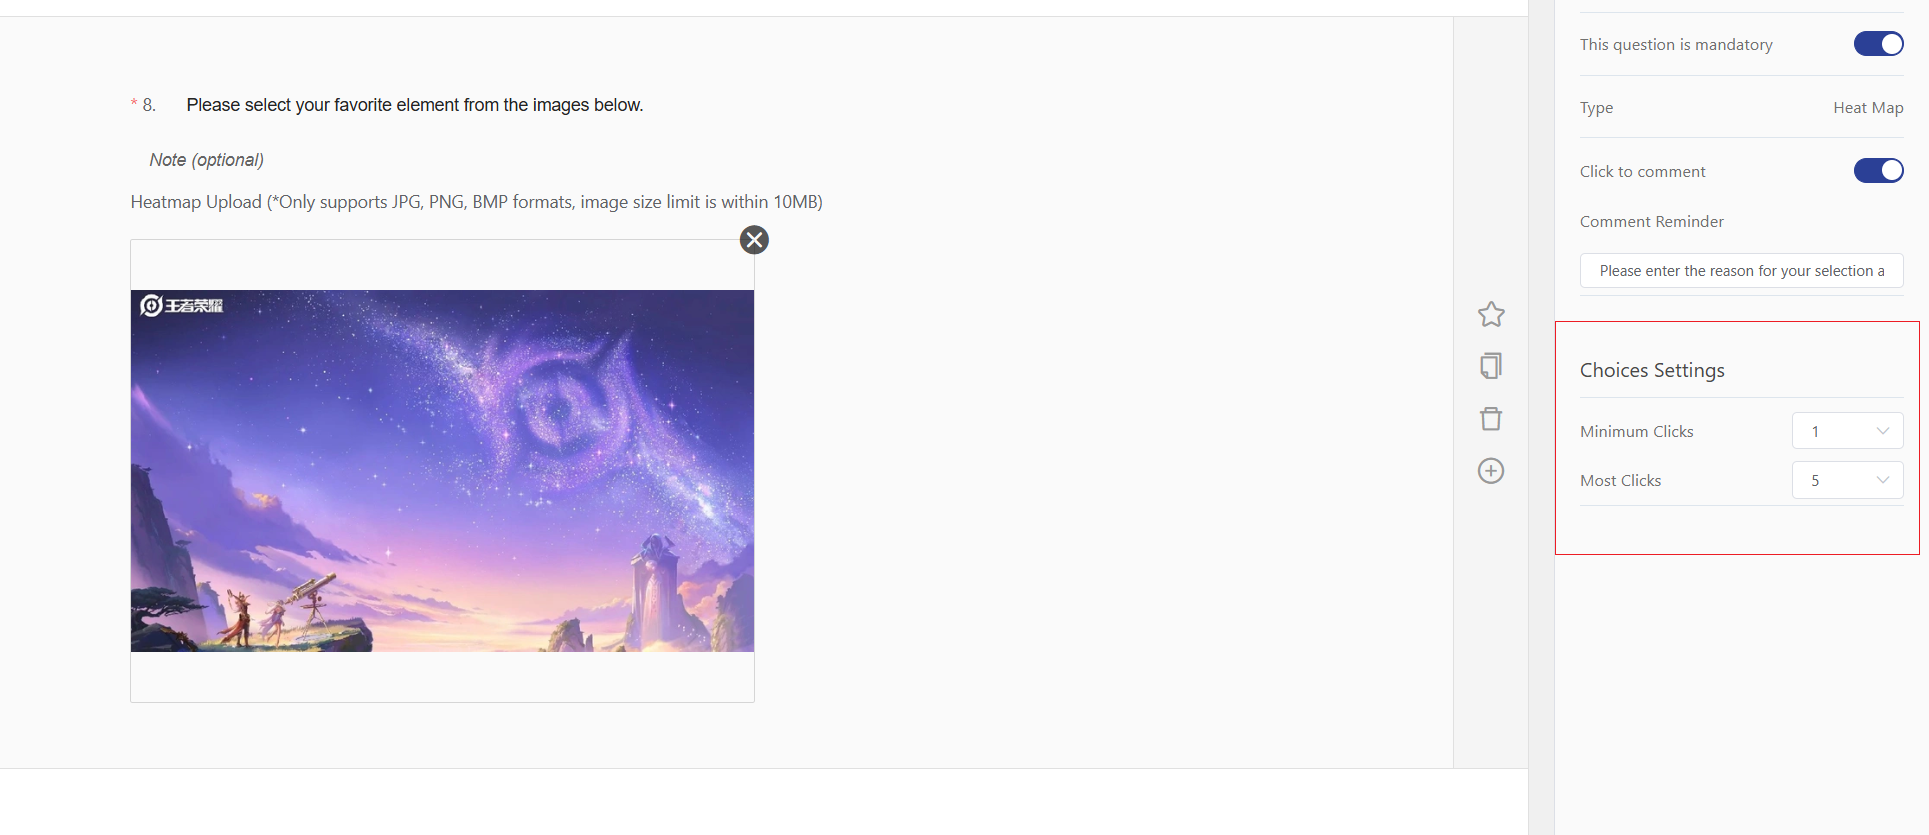 * 8. Please select your favorite element from the images below.
Note (optional)
Heatmap Upload (*Only supports JPG, PNG, BMP formats, image size limit is within 10MB)
王者荣耀
This question is mandatory
Type Heat Map
Click to comment
Comment Reminder
Please enter the reason for your selection a
Choices Settings
Minimum Clicks 1
Most Clicks 5